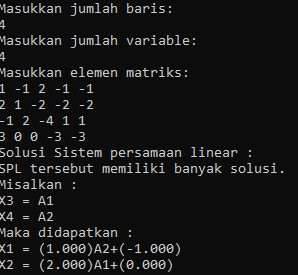 Masukkan jumlah baris:
4
Masukkan jumlah variable:
4
Masukkan elemen matriks:
1 -1 2 -1 -1
2 1 -2 -2 -2
-1 2 -4 1 1
3 0 0 -3 -3
Solusi Sistem persamaan linear :
SPL tersebut memiliki banyak solusi.
Misalkan :
X3 = A1
X4 = A2
Maka didapatkan :
X1 = (1.000)A2+(-1.000)
X2 = (2.000)A1+(0.000)